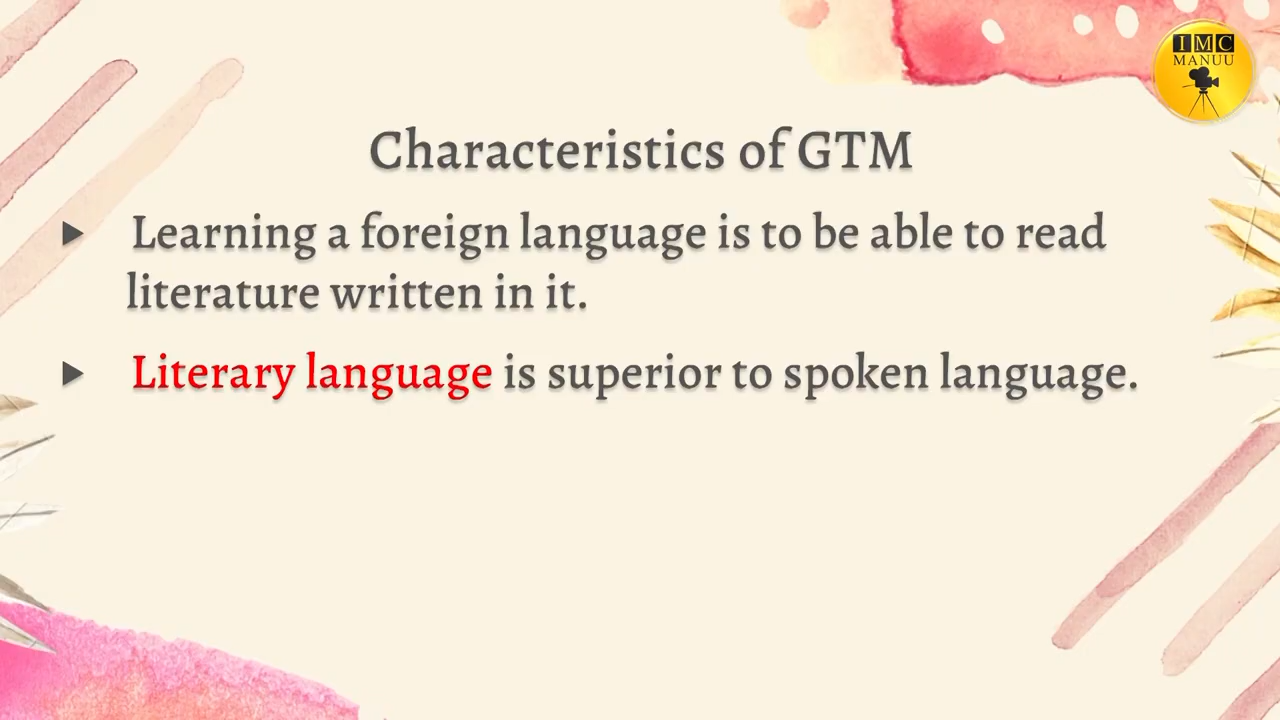 IMC
MANUU
Characteristics of GTM
Learning a foreign language is to be able to read
literature written in it.
Literary language is superior to spoken language.